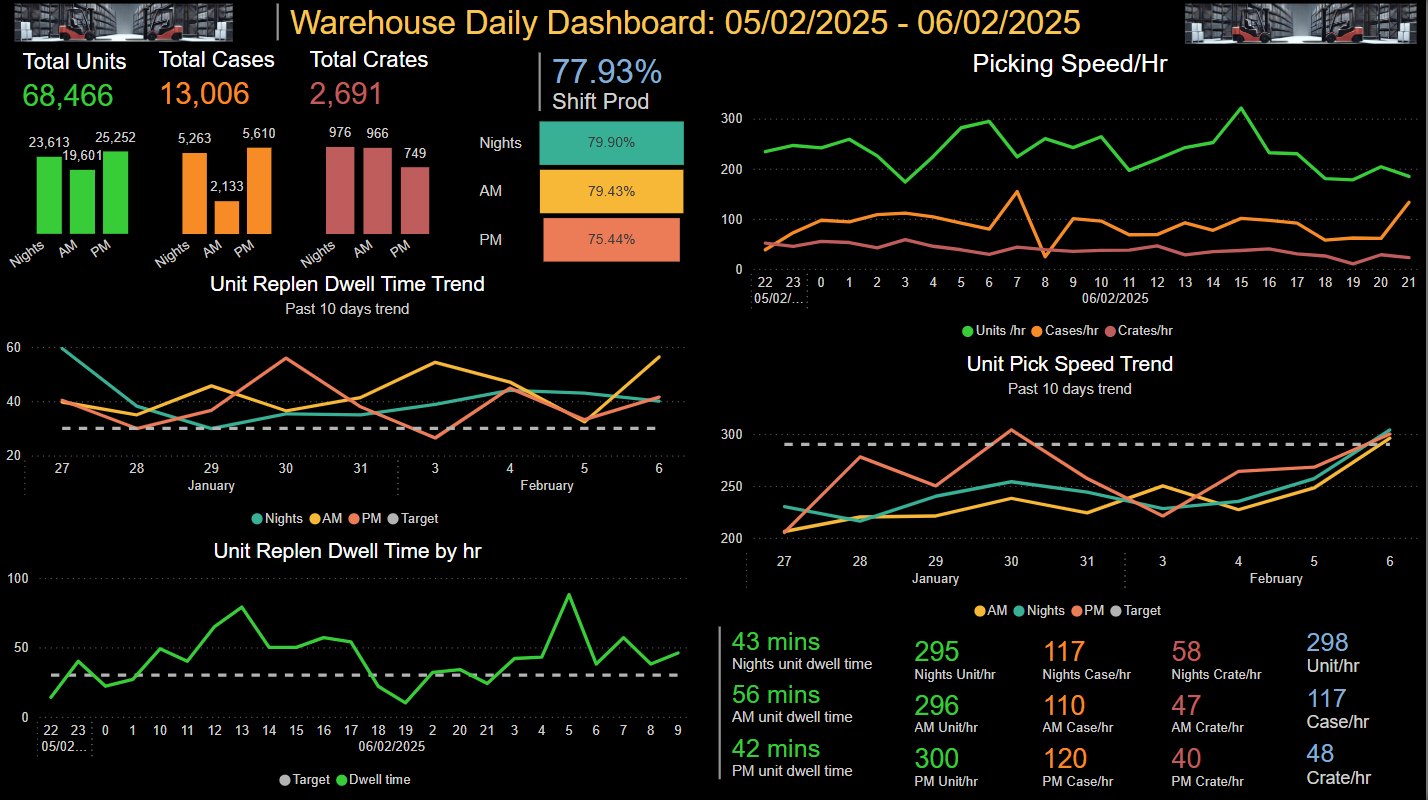 Warehouse Daily Dashboard: 05/02/2025 - 06/02/2025
Total Units
68,466
23,613
19,601
25,252
Nights
AM
PM
Total Cases
13,006
5,263
2,133
5,610
Nights
AM
PM
Total Crates
2,691
976
966
749
Nights
AM
PM
77.93%
Shift Prod
Nights 79.90%
AM 79.43%
PM 75.44%
Picking Speed/Hr
300
200
100
0
22 23 0 1 2 3 4 5 6 7 8 9 10 11 12 13 14 15 16 17 18 19 20 21
05/02/... 06/02/2025
Units /hr Cases/hr Crates/hr
Unit Replen Dwell Time Trend
Past 10 days trend
60
40
20
27 28 29 30 31 3 4 5 6
January February
Nights AM PM Target
Unit Pick Speed Trend
Past 10 days trend
300
250
200
27 28 29 30 31 3 4 5 6
January February
AM Nights PM Target
Unit Replen Dwell Time by hr
100
50
0
22 23 0 1 10 11 12 13 14 15 16 17 18 19 2 20 21 3 4 5 6 7 8 9
05/02... 06/02/2025
Target Dwell time
43 mins
Nights unit dwell time
56 mins
AM unit dwell time
42 mins
PM unit dwell time
295
Nights Unit/hr
296
AM Unit/hr
300
PM Unit/hr
117
Nights Case/hr
110
AM Case/hr
120
PM Case/hr
58
Nights Crate/hr
47
AM Crate/hr
40
PM Crate/hr
298
Unit/hr
117
Case/hr
48
Crate/hr